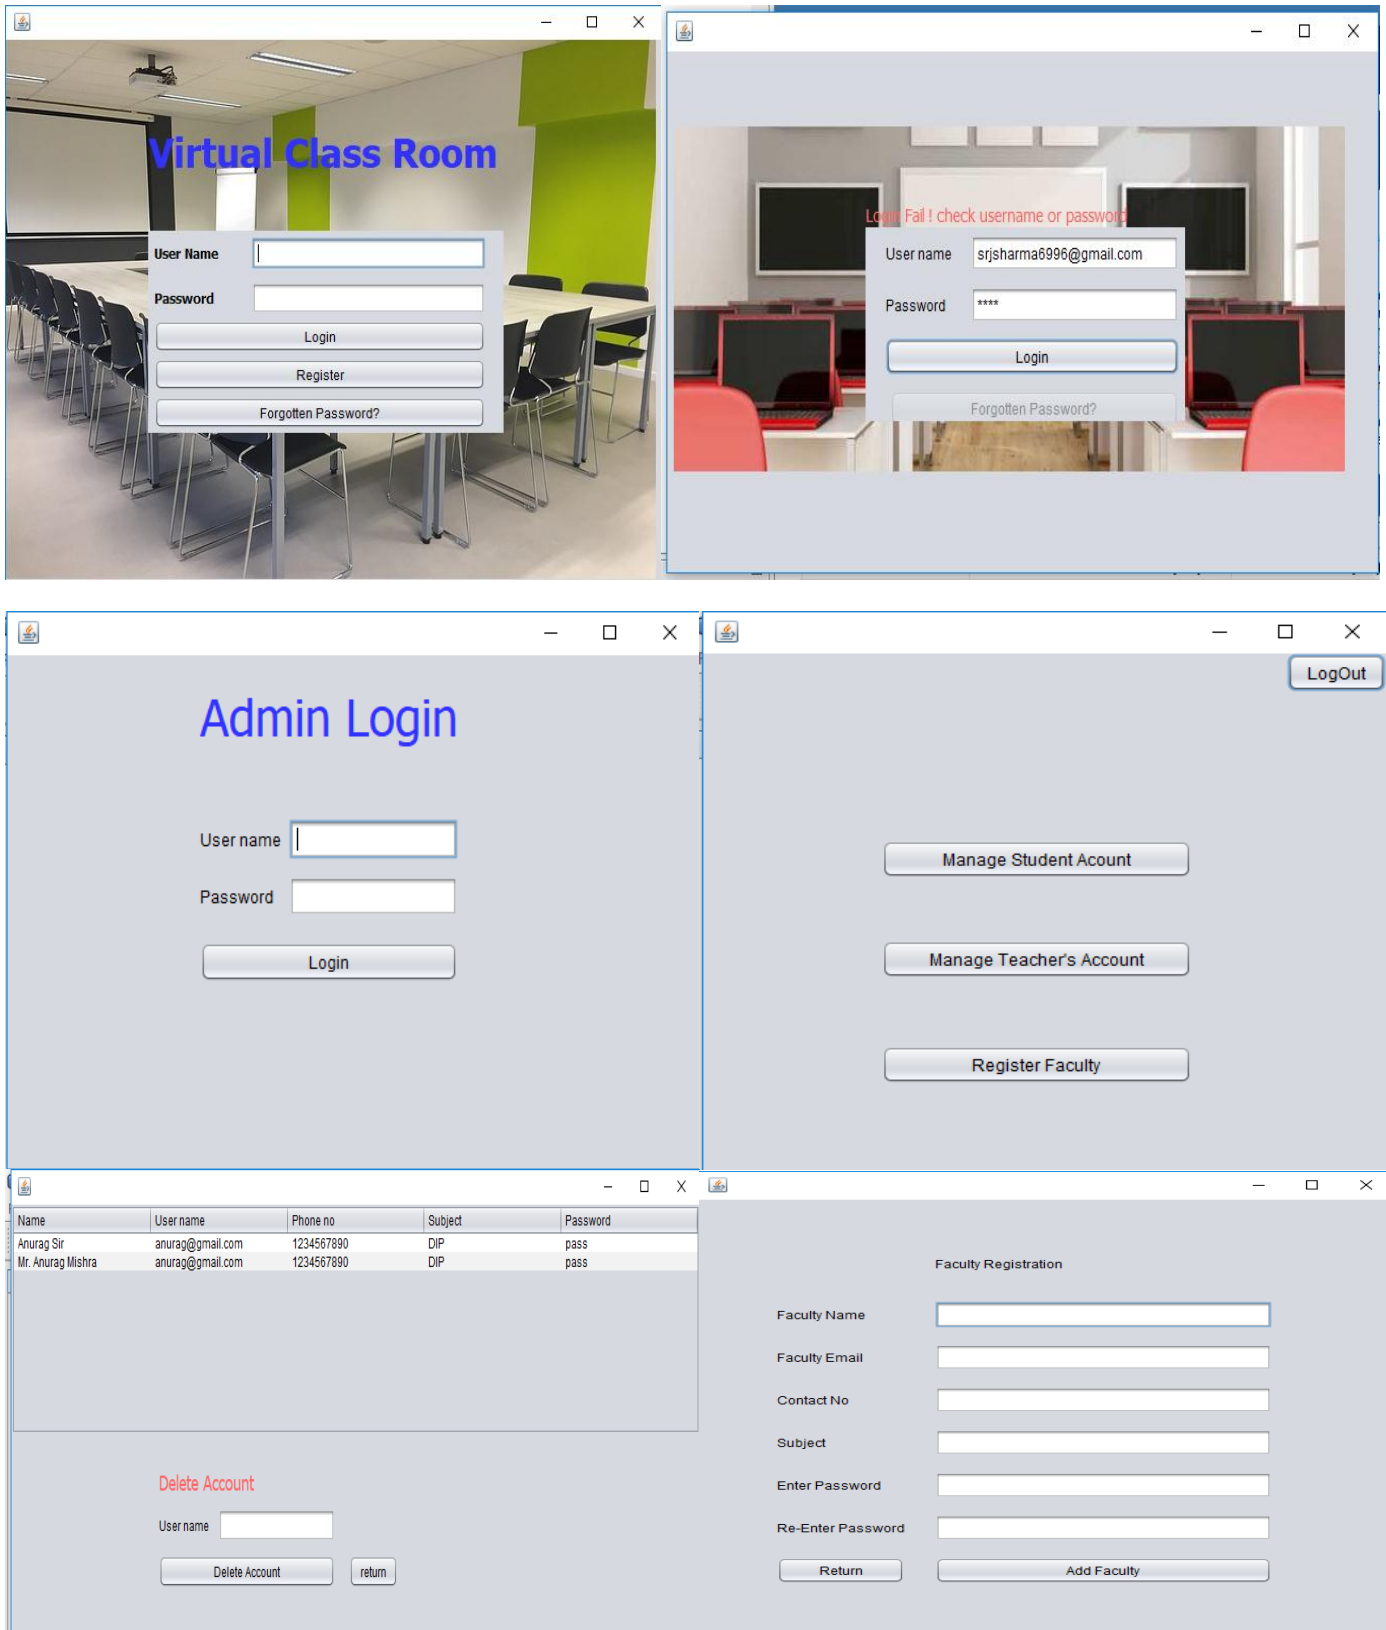 Virtual Class Room
User Name
Password
Login
Register
Forgotten Password?
Login Fail ! check username or password
User name srjsharma6996@gmail.com
Password ****
Login
Forgotten Password?
Admin Login
User name
Password
Login
LogOut
Manage Student Acount
Manage Teacher's Account
Register Faculty
Name User name Phone no Subject Password
Anurag Sir anurag@gmail.com 1234567890 DIP pass
Mr. Anurag Mishra anurag@gmail.com 1234567890 DIP pass
Delete Account
User name
Delete Account return
Faculty Registration
Faculty Name
Faculty Email
Contact No
Subject
Enter Password
Re-Enter Password
Return Add Faculty